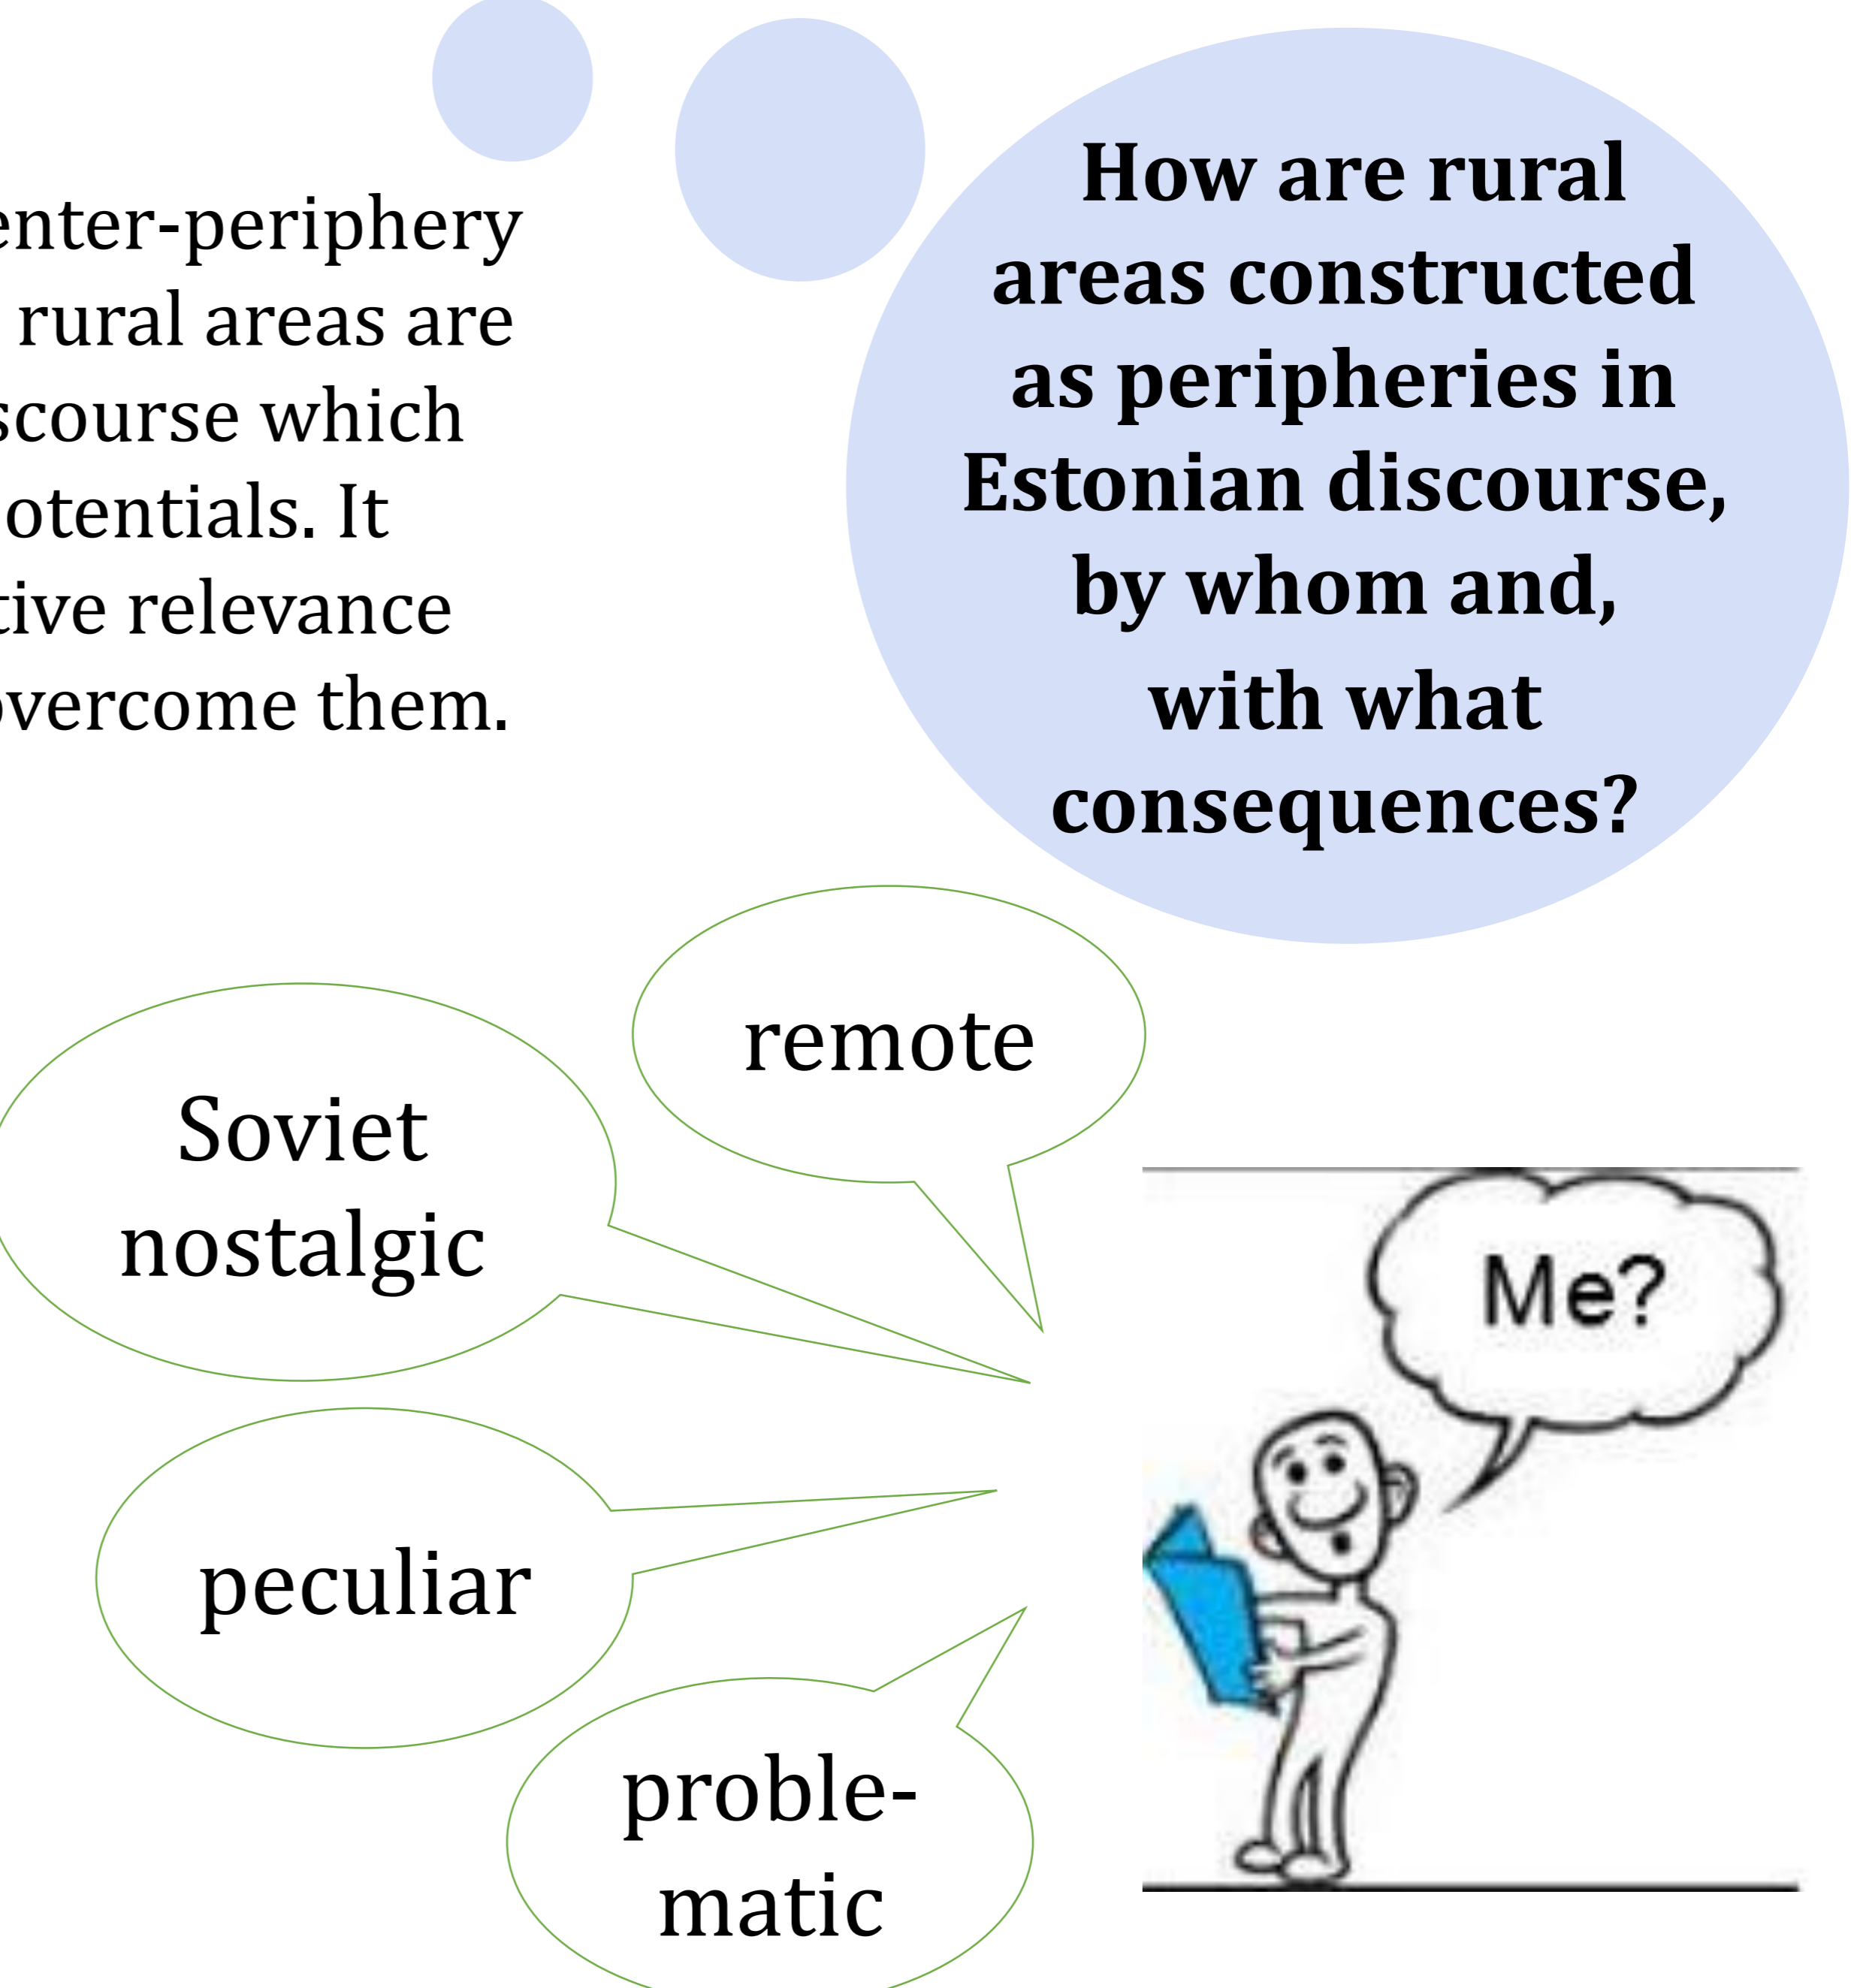 enter-periphery
rural areas are
scourse which
otentials. It
tive relevance
overcome them.
How are rural
areas constructed
as peripheries in
Estonian discourse,
by whom and,
with what
consequences?
remote
Soviet
nostalgic
Me?
peculiar
proble-
matic